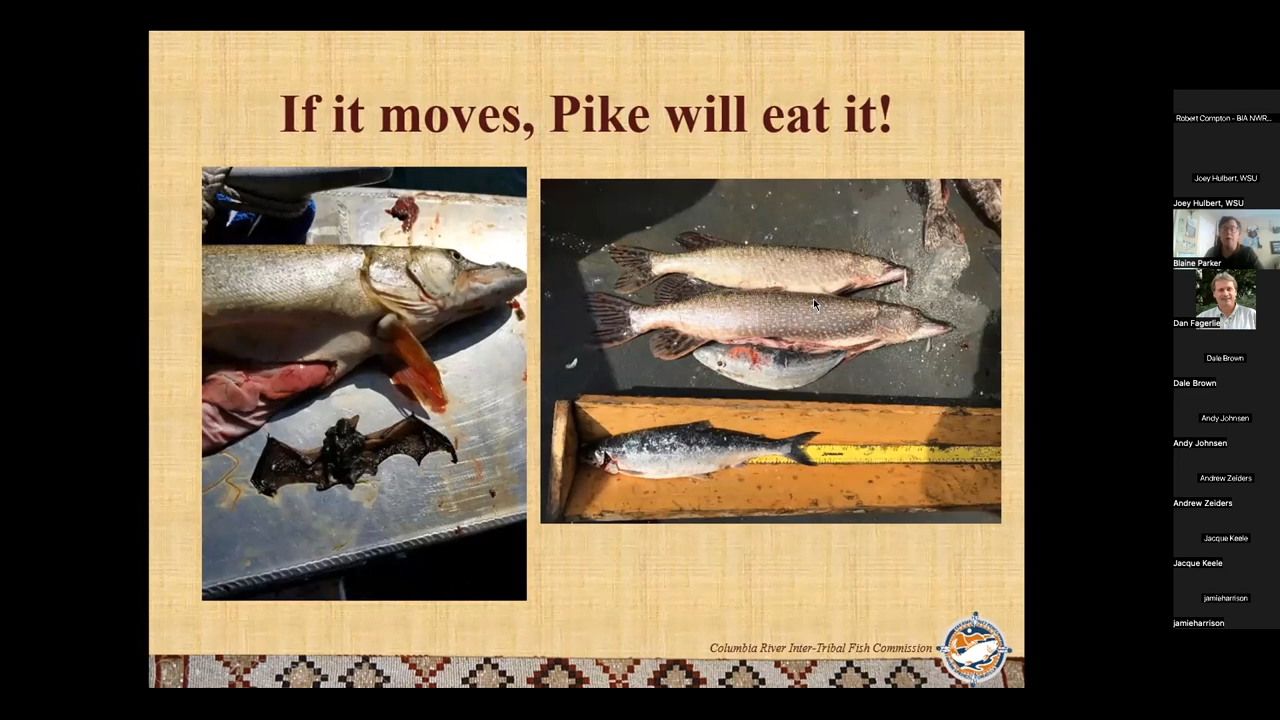 If it moves, Pike will eat it!
Columbia River Inter-Tribal Fish Commission
Robert Compton - BIA NWR...
Joey Hulbert, WSU
Joey Hulbert, WSU
Blaine Parker
Dan Fagerlie
Dale Brown
Dale Brown
Andy Johnsen
Andy Johnsen
Andrew Zeiders
Andrew Zeiders
Jacque Keele
Jacque Keele
jamieharrison
jamieharrison